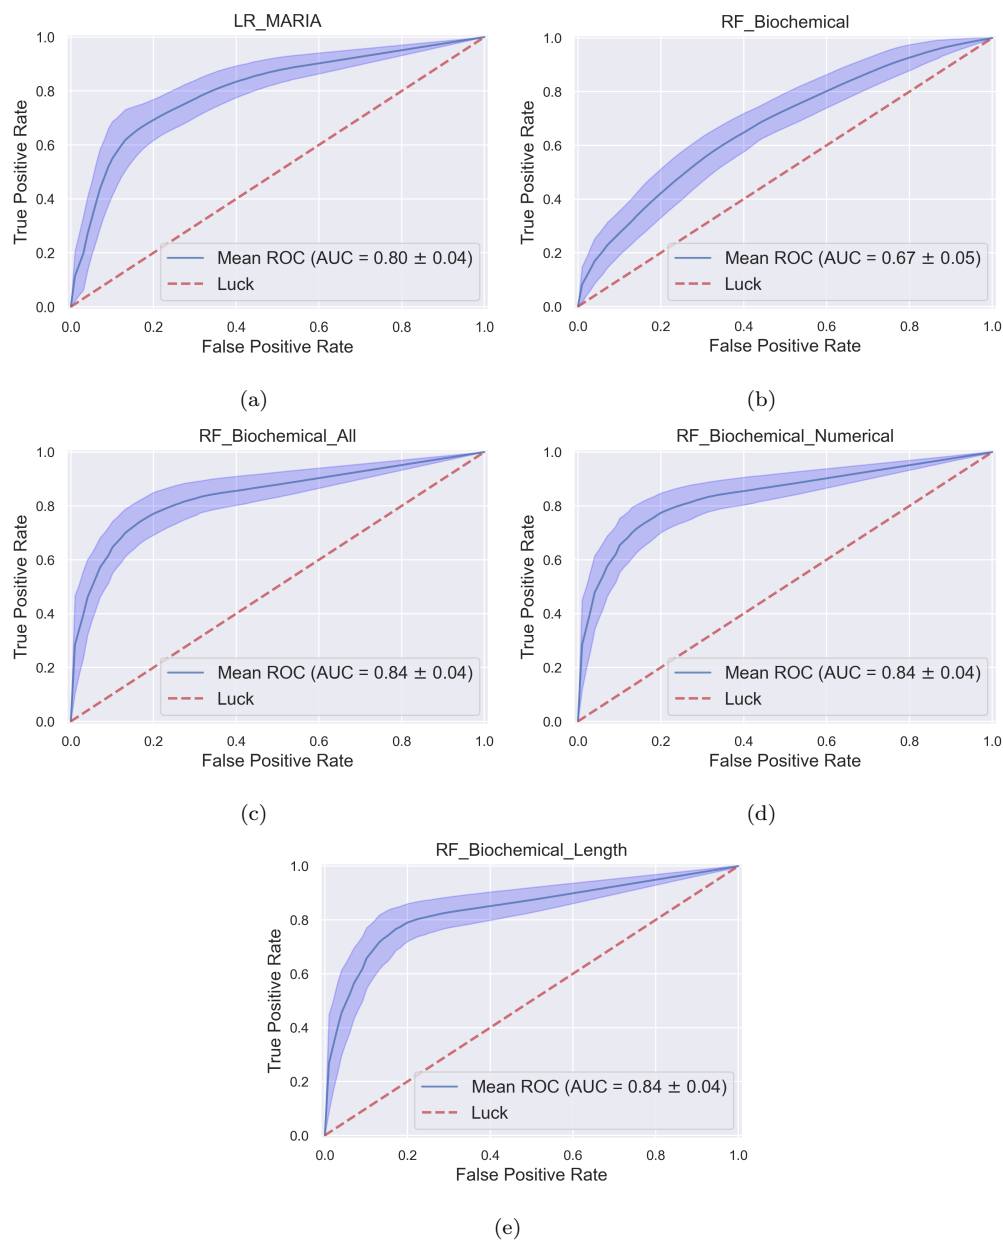 LR_MARIA
1.0
0.8
0.6
0.4
0.2
0.0
True Positive Rate
Mean ROC (AUC = 0.80 ± 0.04)
Luck
0.0 0.2 0.4 0.6 0.8 1.0
False Positive Rate
(a)
RF_Biochemical
1.0
0.8
0.6
0.4
0.2
0.0
True Positive Rate
Mean ROC (AUC = 0.67 ± 0.05)
Luck
0.0 0.2 0.4 0.6 0.8 1.0
False Positive Rate
(b)
RF_Biochemical_All
1.0
0.8
0.6
0.4
0.2
0.0
True Positive Rate
Mean ROC (AUC = 0.84 ± 0.04)
Luck
0.0 0.2 0.4 0.6 0.8 1.0
False Positive Rate
(c)
RF_Biochemical_Numerical
1.0
0.8
0.6
0.4
0.2
0.0
True Positive Rate
Mean ROC (AUC = 0.84 ± 0.04)
Luck
0.0 0.2 0.4 0.6 0.8 1.0
False Positive Rate
(d)
RF_Biochemical_Length
1.0
0.8
0.6
0.4
0.2
0.0
True Positive Rate
Mean ROC (AUC = 0.84 ± 0.04)
Luck
0.0 0.2 0.4 0.6 0.8 1.0
False Positive Rate
(e)